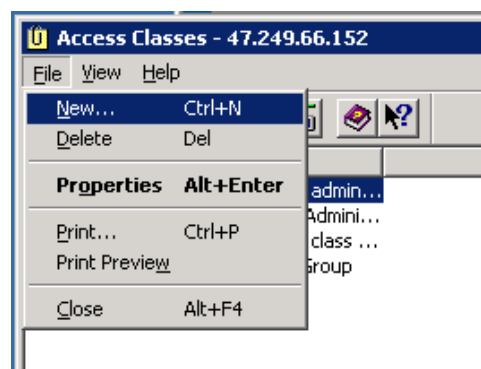 Access Classes - 47.249.66.152
File View Help
New... Ctrl+N
Delete Del
Properties Alt+Enter
admin...
Admini...
Print... Ctrl+P
class ...
Print Preview
Group
Close Alt+F4